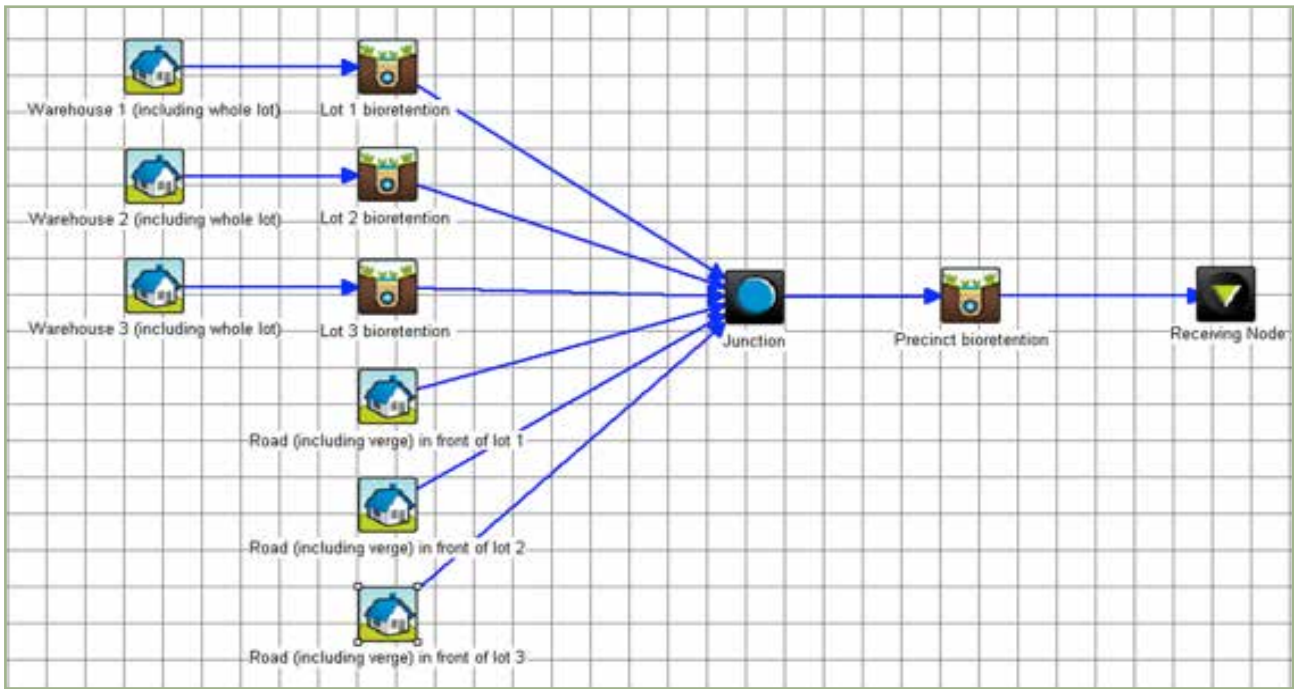 Warehouse 1 (including whole lot)
Lot 1 bioretention
Warehouse 2 (including whole lot)
Lot 2 bioretention
Warehouse 3 (including whole lot)
Lot 3 bioretention
Junction
Precinct bioretention
Receiving Node
Road (including verge) in front of lot 1
Road (including verge) in front of lot 2
Road (including verge) in front of lot 3